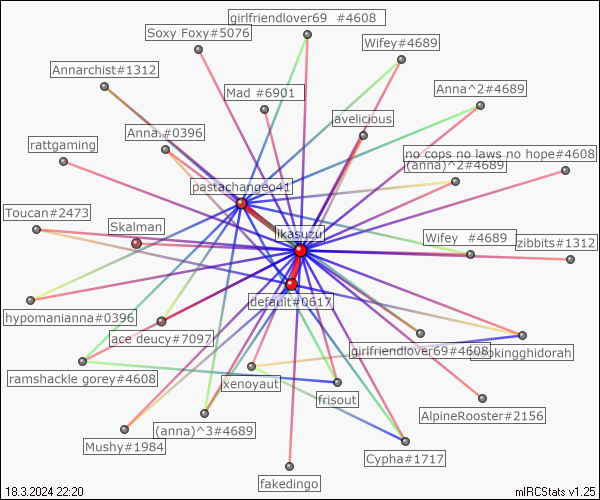 girlfriendlover69 #4608
Soxy Foxy#5076
Wifey#4689
Annarchist#1312
Anna^2#4689
Mad #6901
avelicious
Anna.#0396
rattgaming
no cops no laws no hope#4608
(anna)^2#4689
pastachangeo41
Toucan#2473
Skalman
ikasuzu
Wifey #4689
zibbits#1312
default#0617
hypomanianna#0396
ace deucy#7097
girlfriendlover69#4608
ramshackle gorey#4608
xenoyaut
frisout
AlpineRooster#2156
(anna)^3#4689
Mushy#1984
Cypha#1717
fakedingo
18.3.2024 22:20
mIRCStats v1.25